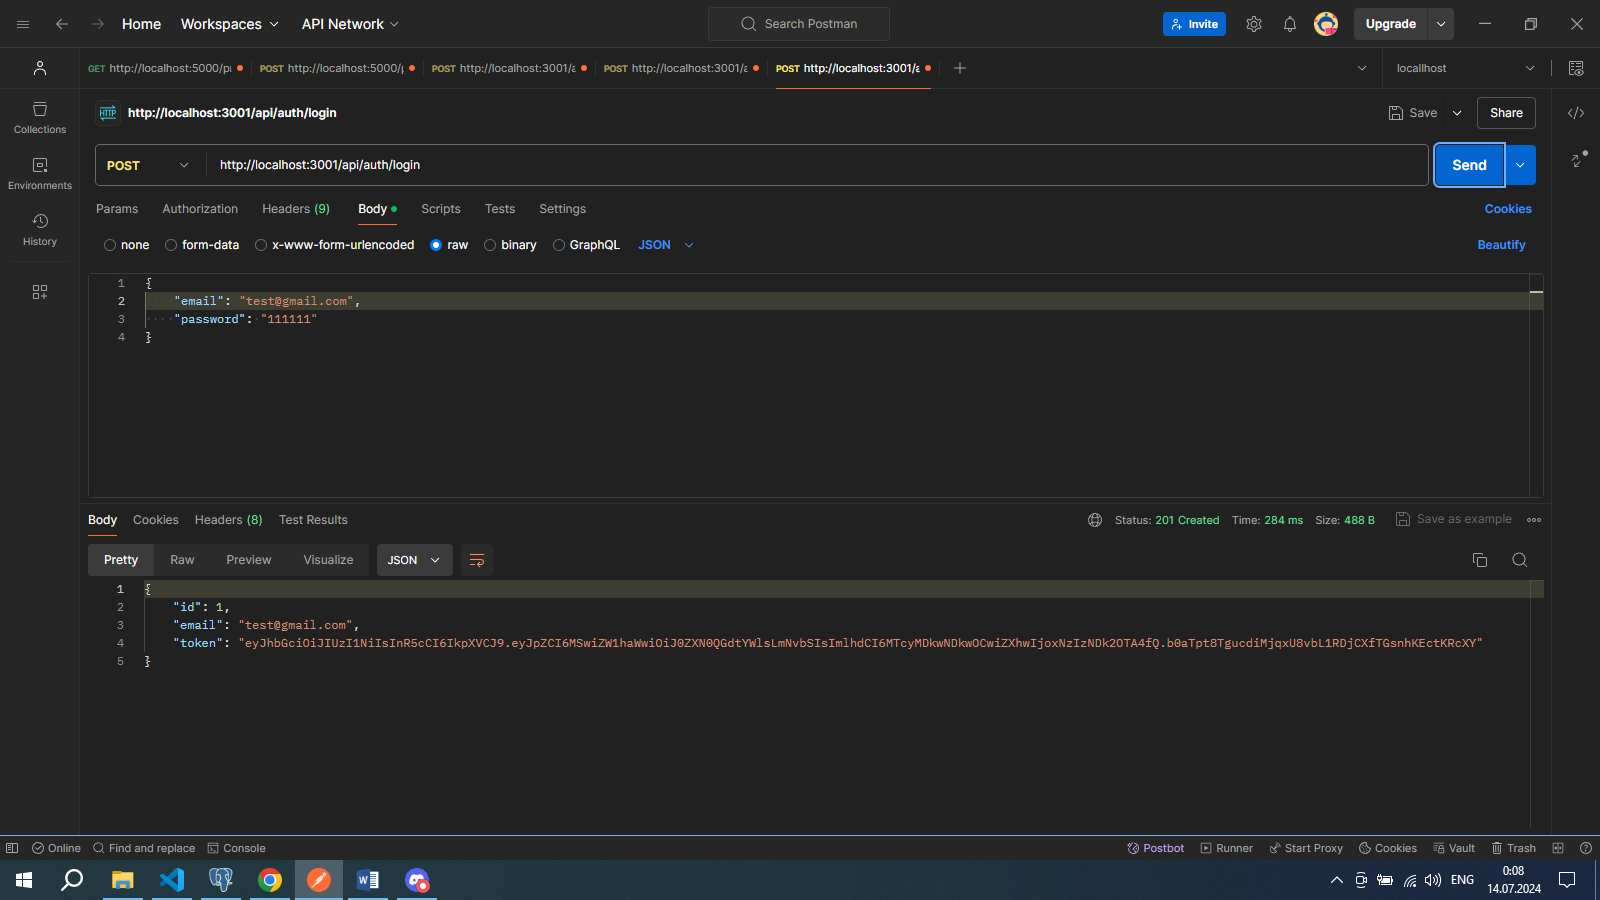 Home Workspaces API Network Search Postman Invite Upgrade
GET http://localhost:5000/pr POST http://localhost:5000/p POST http://localhost:3001/a POST http://localhost:3001/a POST http://localhost:3001/a locallhost
HTTP http://localhost:3001/api/auth/login Save Share
Collections
POST http://localhost:3001/api/auth/login Send
Environments
Params Authorization Headers (9) Body Scripts Tests Settings Cookies
History
none form-data x-www-form-urlencoded raw binary GraphQL JSON Beautify
1 {
2 "email": "test@gmail.com",
3 "password": "111111"
4 }
Body Cookies Headers (8) Test Results Status: 201 Created Time: 284 ms Size: 488 B Save as example
Pretty Raw Preview Visualize JSON
1 {
2 "id": 1,
3 "email": "test@gmail.com",
4 "token": "eyJhbGciOiJIUzI1NiIsInR5cCI6IkpXVCJ9.eyJpZCI6MSwiZW1haWwiOiJ0ZXN0QGdtYWlsLmNvbSIsImlhdCI6MTcyMDkwNDkwOCwiZXhwIjoxNzIzNDk2OTA4fQ.b0aTpt8TgucdiMjqxU8vbL1RDjCXfTGsnhKEctKRcXY"
5 }
Online Find and replace Console Postbot Runner Start Proxy Cookies Vault Trash
ENG 0:08
14.07.2024